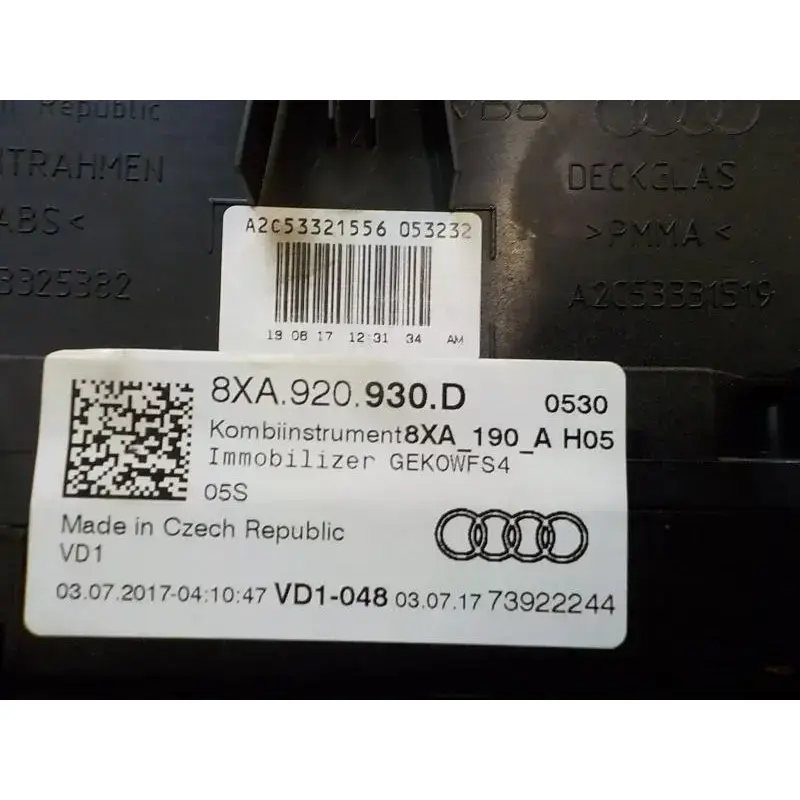 Republic
NTRAHMEN
ABS<
3325382
DECKGLAS
>PMMA<
A2C53331519
A2C53321556 053232
19 08 17 12 31 34 AM
8XA.920.930.D 0530
Kombiinstrument8XA_190_A H05
Immobilizer GEKOWFS4
05S
Made in Czech Republic
VD1
03.07.2017-04:10:47 VD1-048 03.07.17 73922244